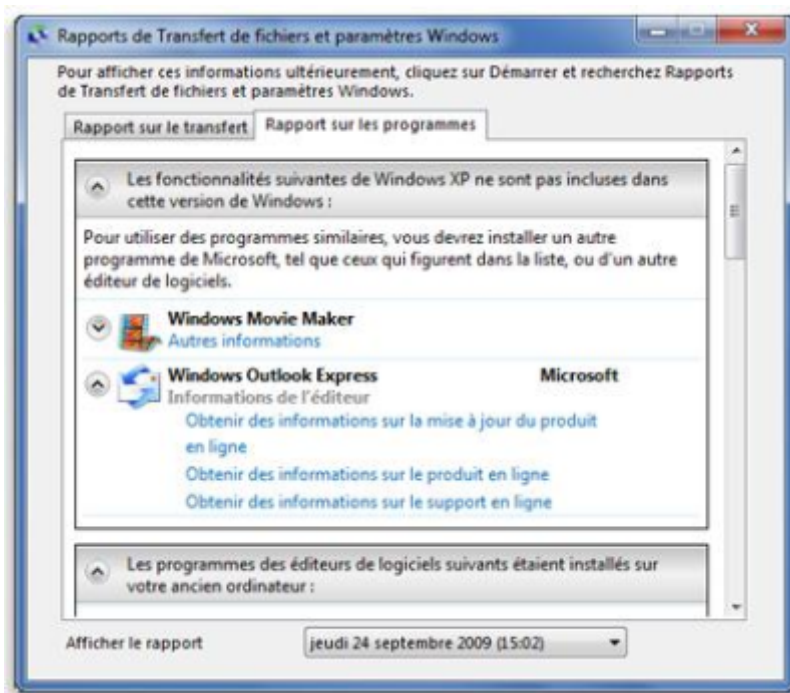 Rapports de Transfert de fichiers et paramètres Windows
Pour afficher ces informations ultérieurement, cliquez sur Démarrer et recherchez Rapports
de Transfert de fichiers et paramètres Windows.
Rapport sur le transfert
Rapport sur les programmes
Les fonctionnalités suivantes de Windows XP ne sont pas incluses dans
cette version de Windows :
Pour utiliser des programmes similaires, vous devrez installer un autre
programme de Microsoft, tel que ceux qui figurent dans la liste, ou d'un autre
éditeur de logiciels.
Windows Movie Maker
Autres informations
Windows Outlook Express Microsoft
Informations de l'éditeur
Obtenir des informations sur la mise à jour du produit
en ligne
Obtenir des informations sur le produit en ligne
Obtenir des informations sur le support en ligne
Les programmes des éditeurs de logiciels suivants étaient installés sur
votre ancien ordinateur :
Afficher le rapport jeudi 24 septembre 2009 (15:02)